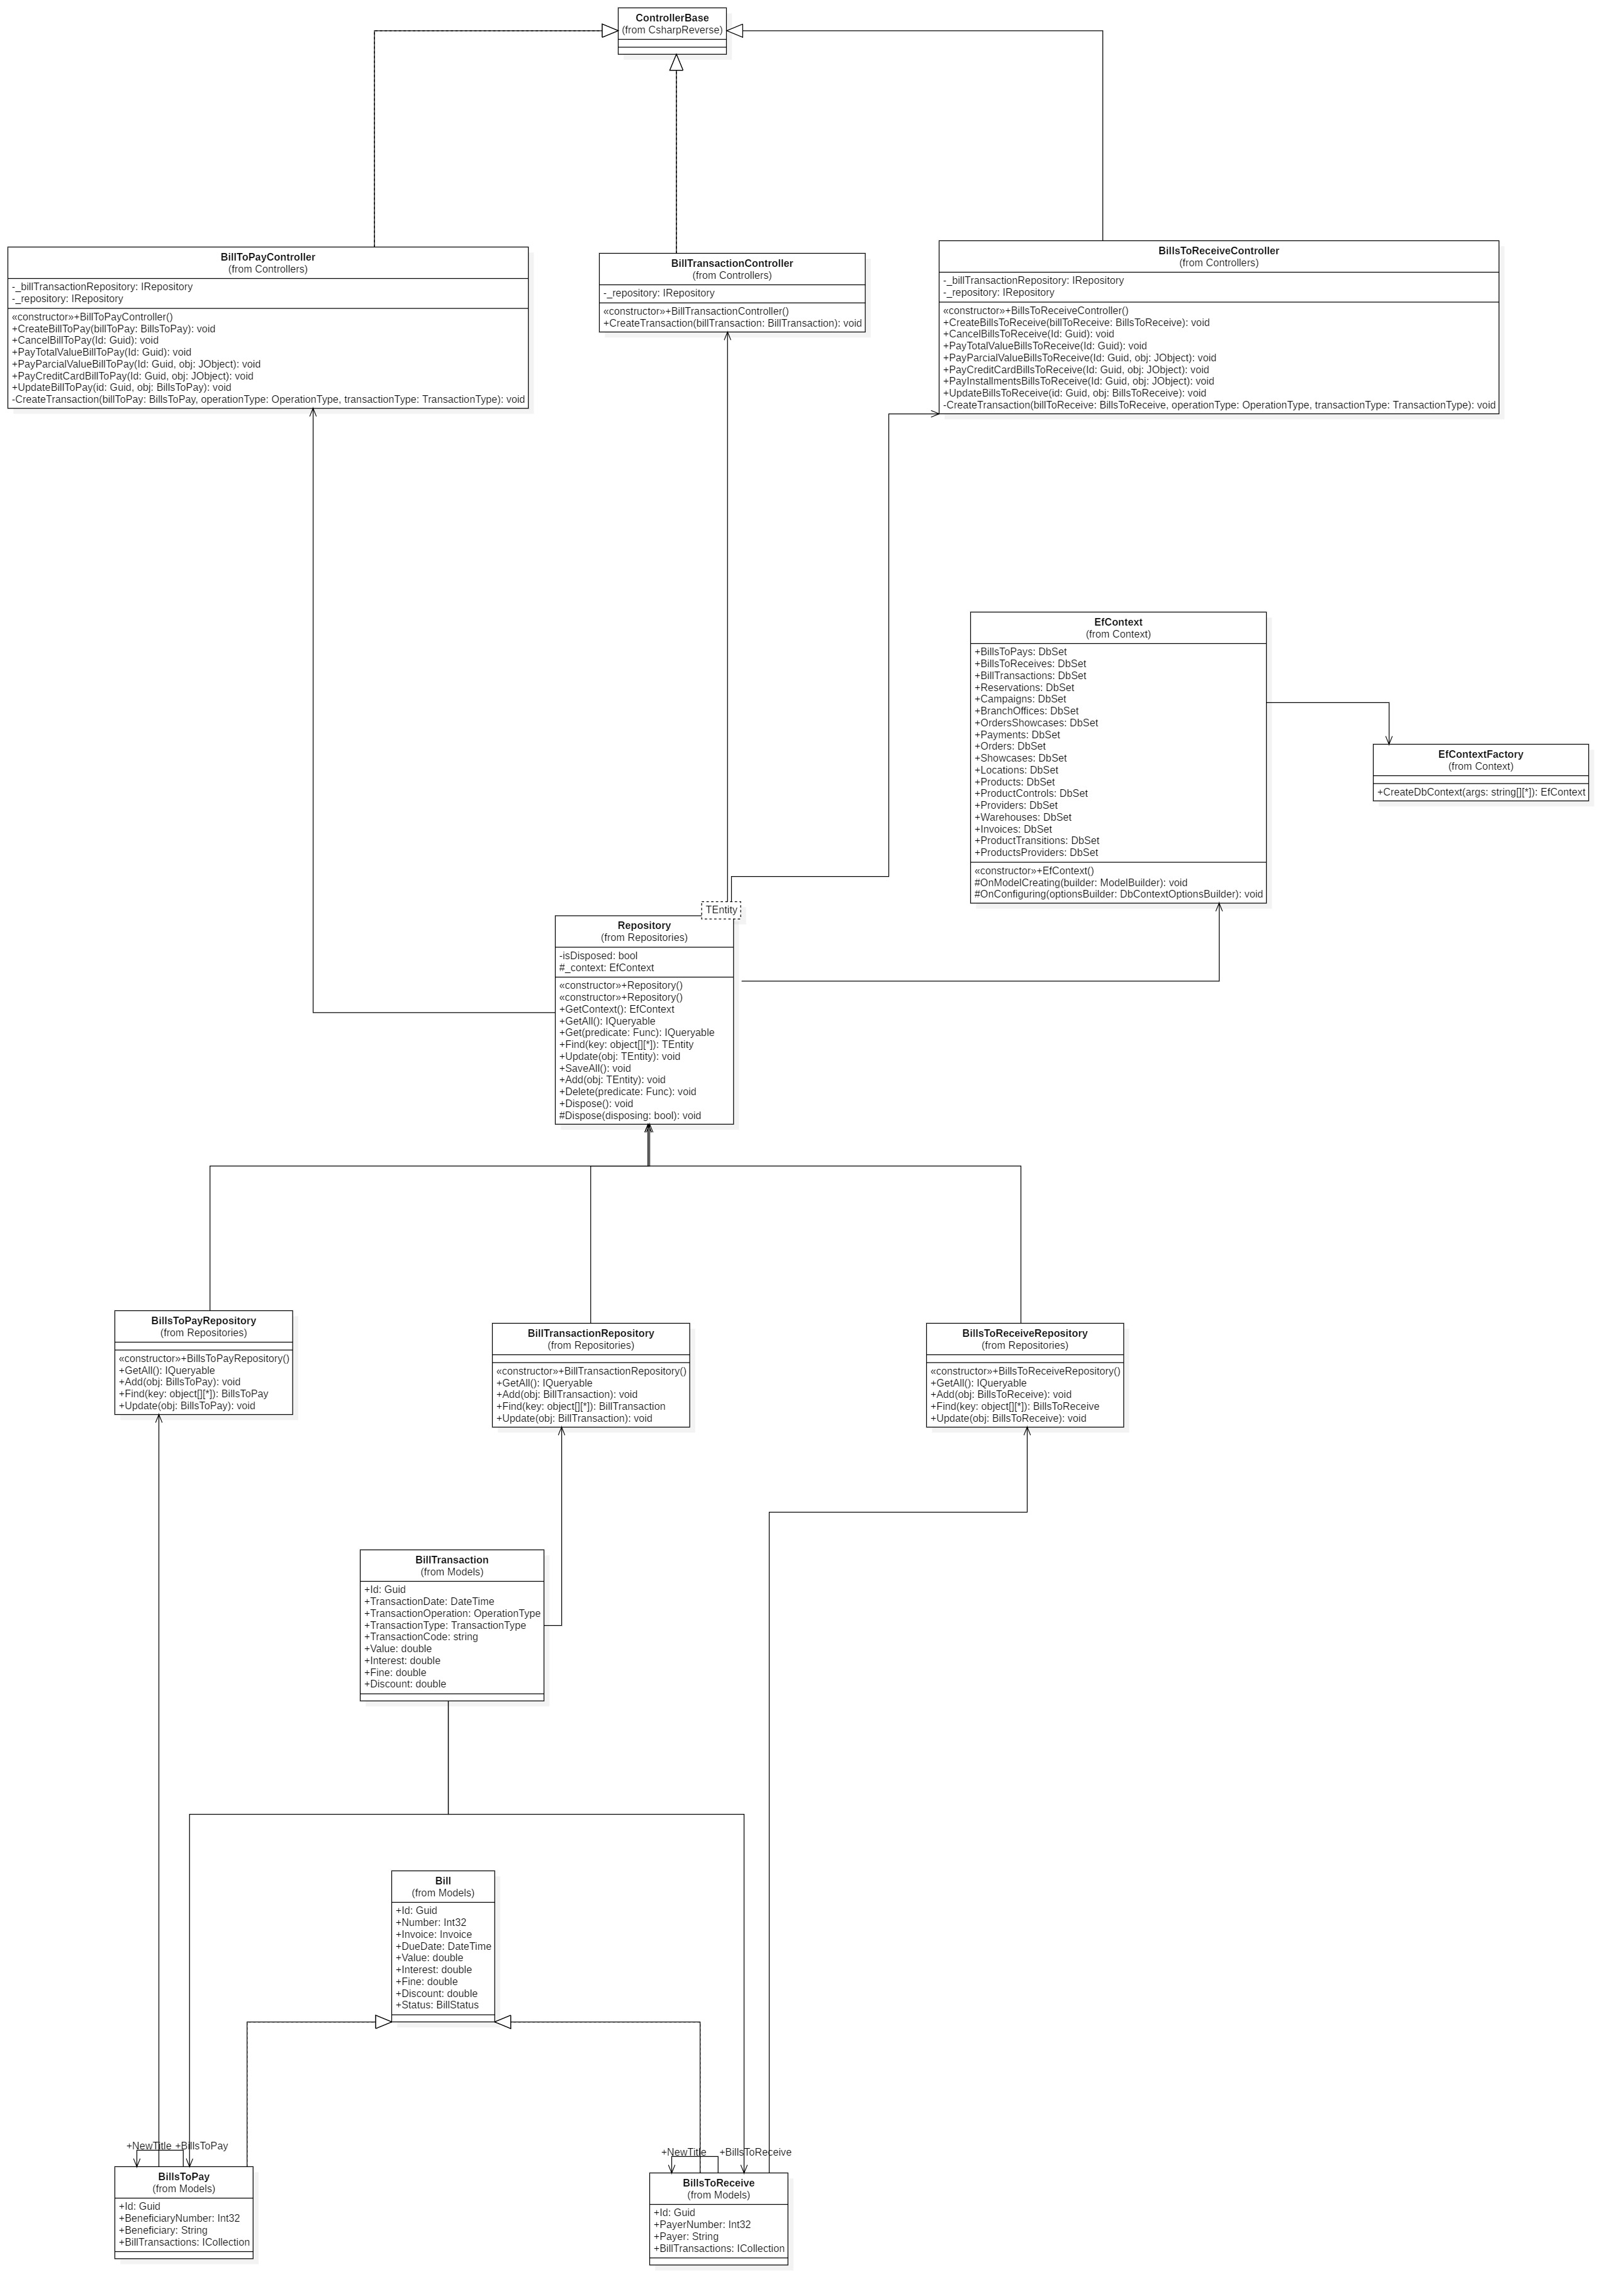 ControllerBase
(from CsharpReverse)
BillToPayController
(from Controllers)
-_billTransactionRepository: IRepository
-_repository: IRepository
«constructor»+BillToPayController()
+CreateBillToPay(billToPay: BillsToPay): void
+CancelBillToPay(Id: Guid): void
+PayTotalValueBillToPay(Id: Guid): void
+PayParcialValueBillToPay(Id: Guid, obj: JObject): void
+PayCreditCardBillToPay(Id: Guid, obj: JObject): void
+UpdateBillToPay(id: Guid, obj: BillsToPay): void
-CreateTransaction(billToPay: BillsToPay, operationType: OperationType, transactionType: TransactionType): void
BillTransactionController
(from Controllers)
-_repository: IRepository
«constructor»+BillTransactionController()
+CreateTransaction(billTransaction: BillTransaction): void
BillsToReceiveController
(from Controllers)
-_billTransactionRepository: IRepository
-_repository: IRepository
«constructor»+BillsToReceiveController()
+CreateBillsToReceive(billToReceive: BillsToReceive): void
+CancelBillsToReceive(Id: Guid): void
+PayTotalValueBillsToReceive(Id: Guid): void
+PayParcialValueBillsToReceive(Id: Guid, obj: JObject): void
+PayCreditCardBillsToReceive(Id: Guid, obj: JObject): void
+PayInstallmentsBillsToReceive(Id: Guid, obj: JObject): void
+UpdateBillsToReceive(id: Guid, obj: BillsToReceive): void
-CreateTransaction(billToReceive: BillsToReceive, operationType: OperationType, transactionType: TransactionType): void
EfContext
(from Context)
+BillsToPays: DbSet
+BillsToReceives: DbSet
+BillTransactions: DbSet
+Reservations: DbSet
+Campaigns: DbSet
+BranchOffices: DbSet
+OrdersShowcases: DbSet
+Payments: DbSet
+Orders: DbSet
+Showcases: DbSet
+Locations: DbSet
+Products: DbSet
+ProductControls: DbSet
+Providers: DbSet
+Warehouses: DbSet
+Invoices: DbSet
+ProductTransitions: DbSet
+ProductsProviders: DbSet
«constructor»+EfContext()
#OnModelCreating(builder: ModelBuilder): void
#OnConfiguring(optionsBuilder: DbContextOptionsBuilder): void
EfContextFactory
(from Context)
+CreateDbContext(args: string[][*]): EfContext
TEntity
Repository
(from Repositories)
-isDisposed: bool
#_context: EfContext
«constructor»+Repository()
«constructor»+Repository()
+GetContext(): EfContext
+GetAll(): IQueryable
+Get(predicate: Func): IQueryable
+Find(key: object[][*]): TEntity
+Update(obj: TEntity): void
+SaveAll(): void
+Add(obj: TEntity): void
+Delete(predicate: Func): void
+Dispose(): void
#Dispose(disposing: bool): void
BillsToPayRepository
(from Repositories)
«constructor»+BillsToPayRepository()
+GetAll(): IQueryable
+Add(obj: BillsToPay): void
+Find(key: object[][*]): BillsToPay
+Update(obj: BillsToPay): void
BillTransactionRepository
(from Repositories)
«constructor»+BillTransactionRepository()
+GetAll(): IQueryable
+Add(obj: BillTransaction): void
+Find(key: object[][*]): BillTransaction
+Update(obj: BillTransaction): void
BillsToReceiveRepository
(from Repositories)
«constructor»+BillsToReceiveRepository()
+GetAll(): IQueryable
+Add(obj: BillsToReceive): void
+Find(key: object[][*]): BillsToReceive
+Update(obj: BillsToReceive): void
BillTransaction
(from Models)
+Id: Guid
+TransactionDate: DateTime
+TransactionOperation: OperationType
+TransactionType: TransactionType
+TransactionCode: string
+Value: double
+Interest: double
+Fine: double
+Discount: double
Bill
(from Models)
+Id: Guid
+Number: Int32
+Invoice: Invoice
+DueDate: DateTime
+Value: double
+Interest: double
+Fine: double
+Discount: double
+Status: BillStatus
+NewTitle +BillsToPay
BillsToPay
(from Models)
+Id: Guid
+BeneficiaryNumber: Int32
+Beneficiary: String
+BillTransactions: ICollection
+NewTitle +BillsToReceive
BillsToReceive
(from Models)
+Id: Guid
+PayerNumber: Int32
+Payer: String
+BillTransactions: ICollection